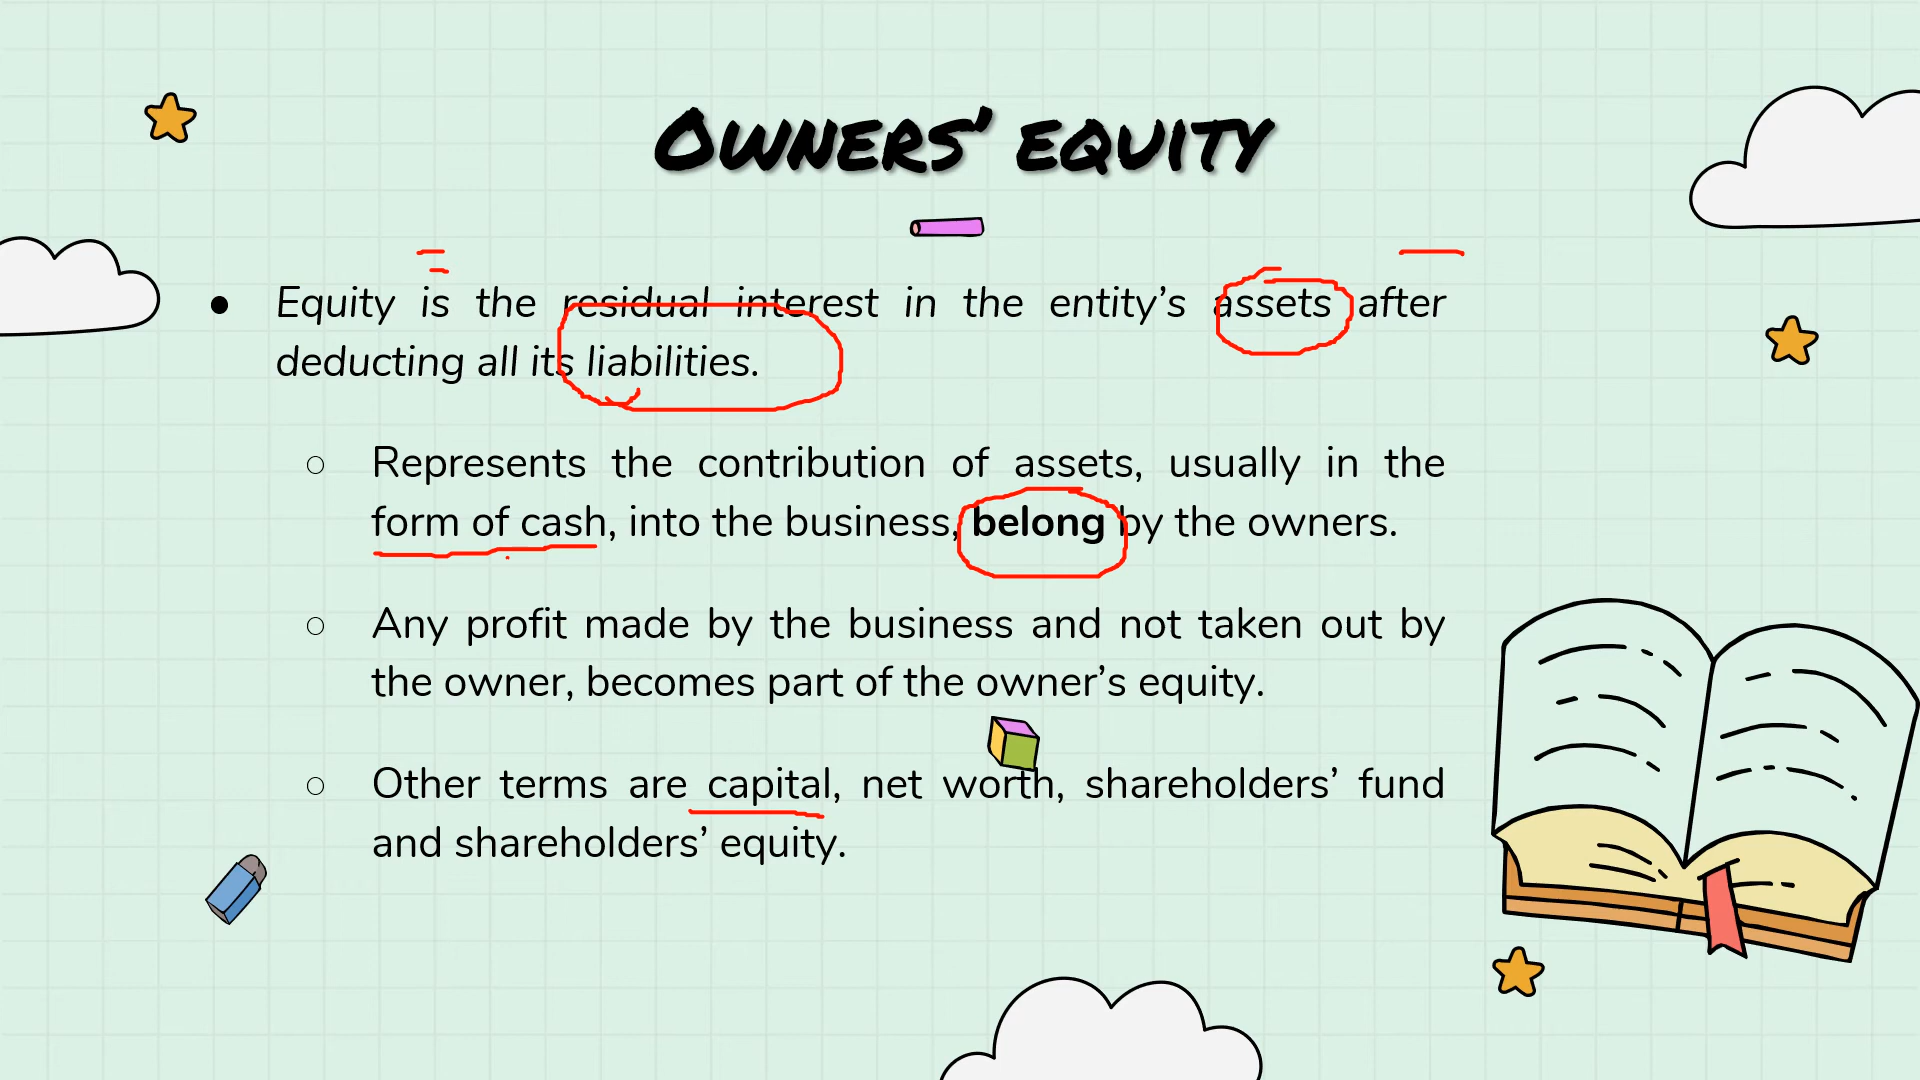 OWNERS' EQUITY
● Equity is the residual interest in the entity's assets after
deducting all its liabilities.
○ Represents the contribution of assets, usually in the
form of cash, into the business, belong by the owners.
○ Any profit made by the business and not taken out by
the owner, becomes part of the owner's equity.
○ Other terms are capital, net worth, shareholders' fund
and shareholders' equity.